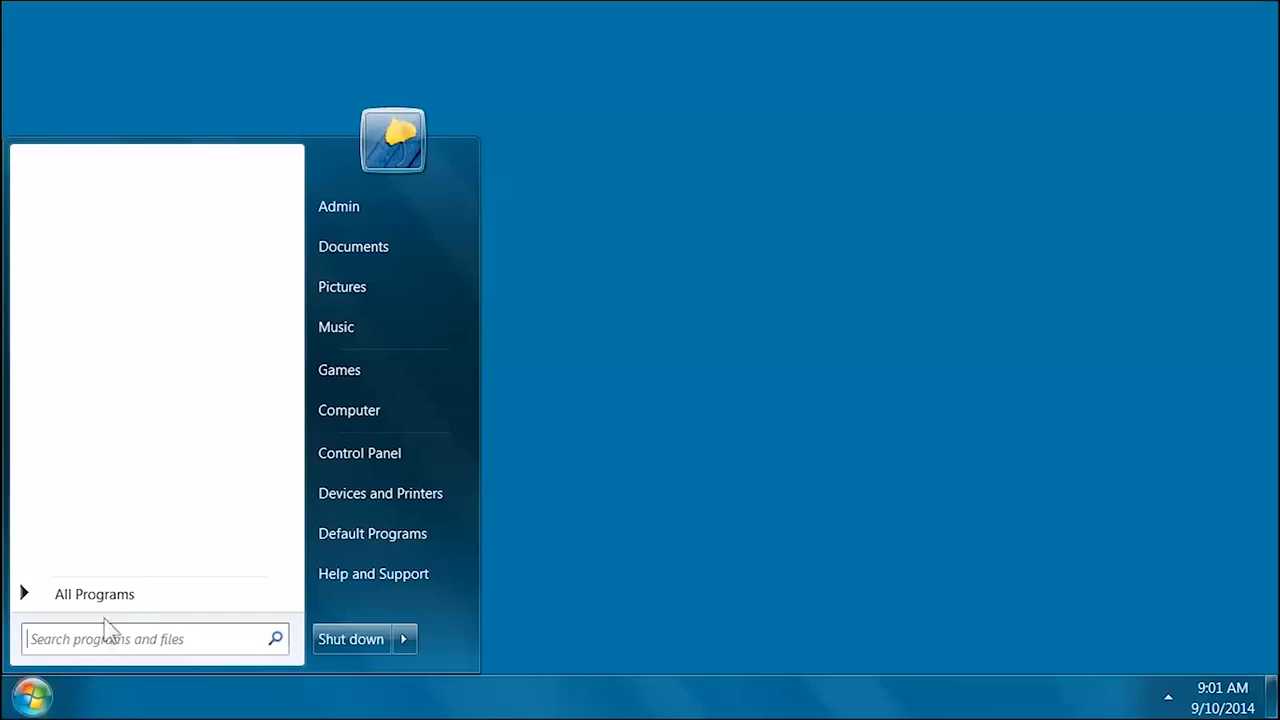 Admin
Documents
Pictures
Music
Games
Computer
Control Panel
Devices and Printers
Default Programs
Help and Support
All Programs
Search programs and files
Shut down
9:01 AM
9/10/2014